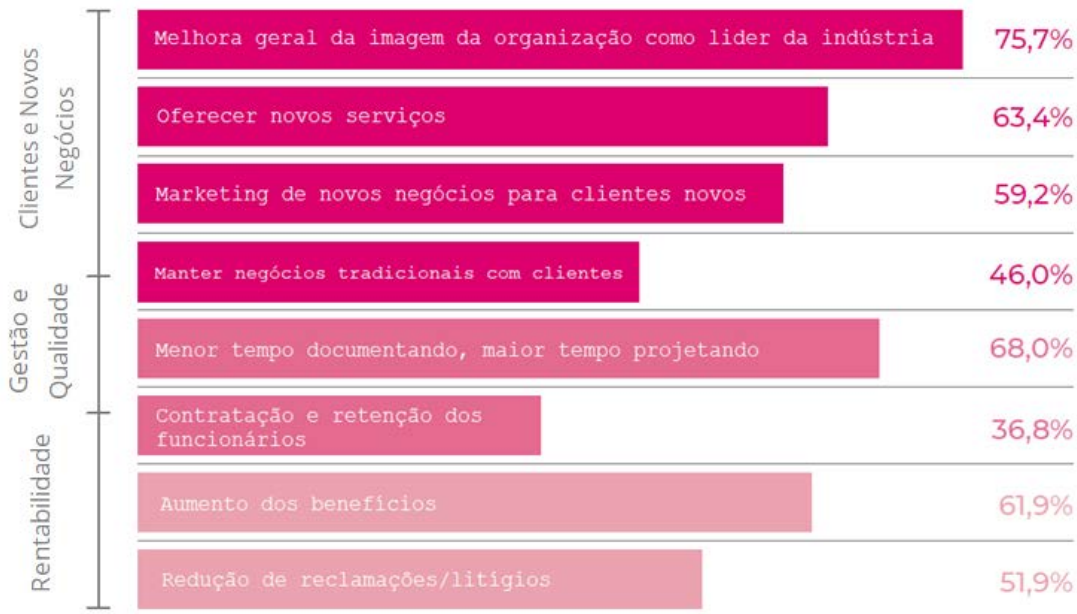 Clientes e Novos
Negócios
Melhora geral da imagem da organização como lider da indústria 75,7%
Oferecer novos serviços 63,4%
Marketing de novos negócios para clientes novos 59,2%
Manter negócios tradicionais com clientes 46,0%
Gestão e
Qualidade
Menor tempo documentando, maior tempo projetando 68,0%
Contratação e retenção dos
funcionários 36,8%
Rentabilidade
Aumento dos benefícios 61,9%
Redução de reclamações/litígios 51,9%